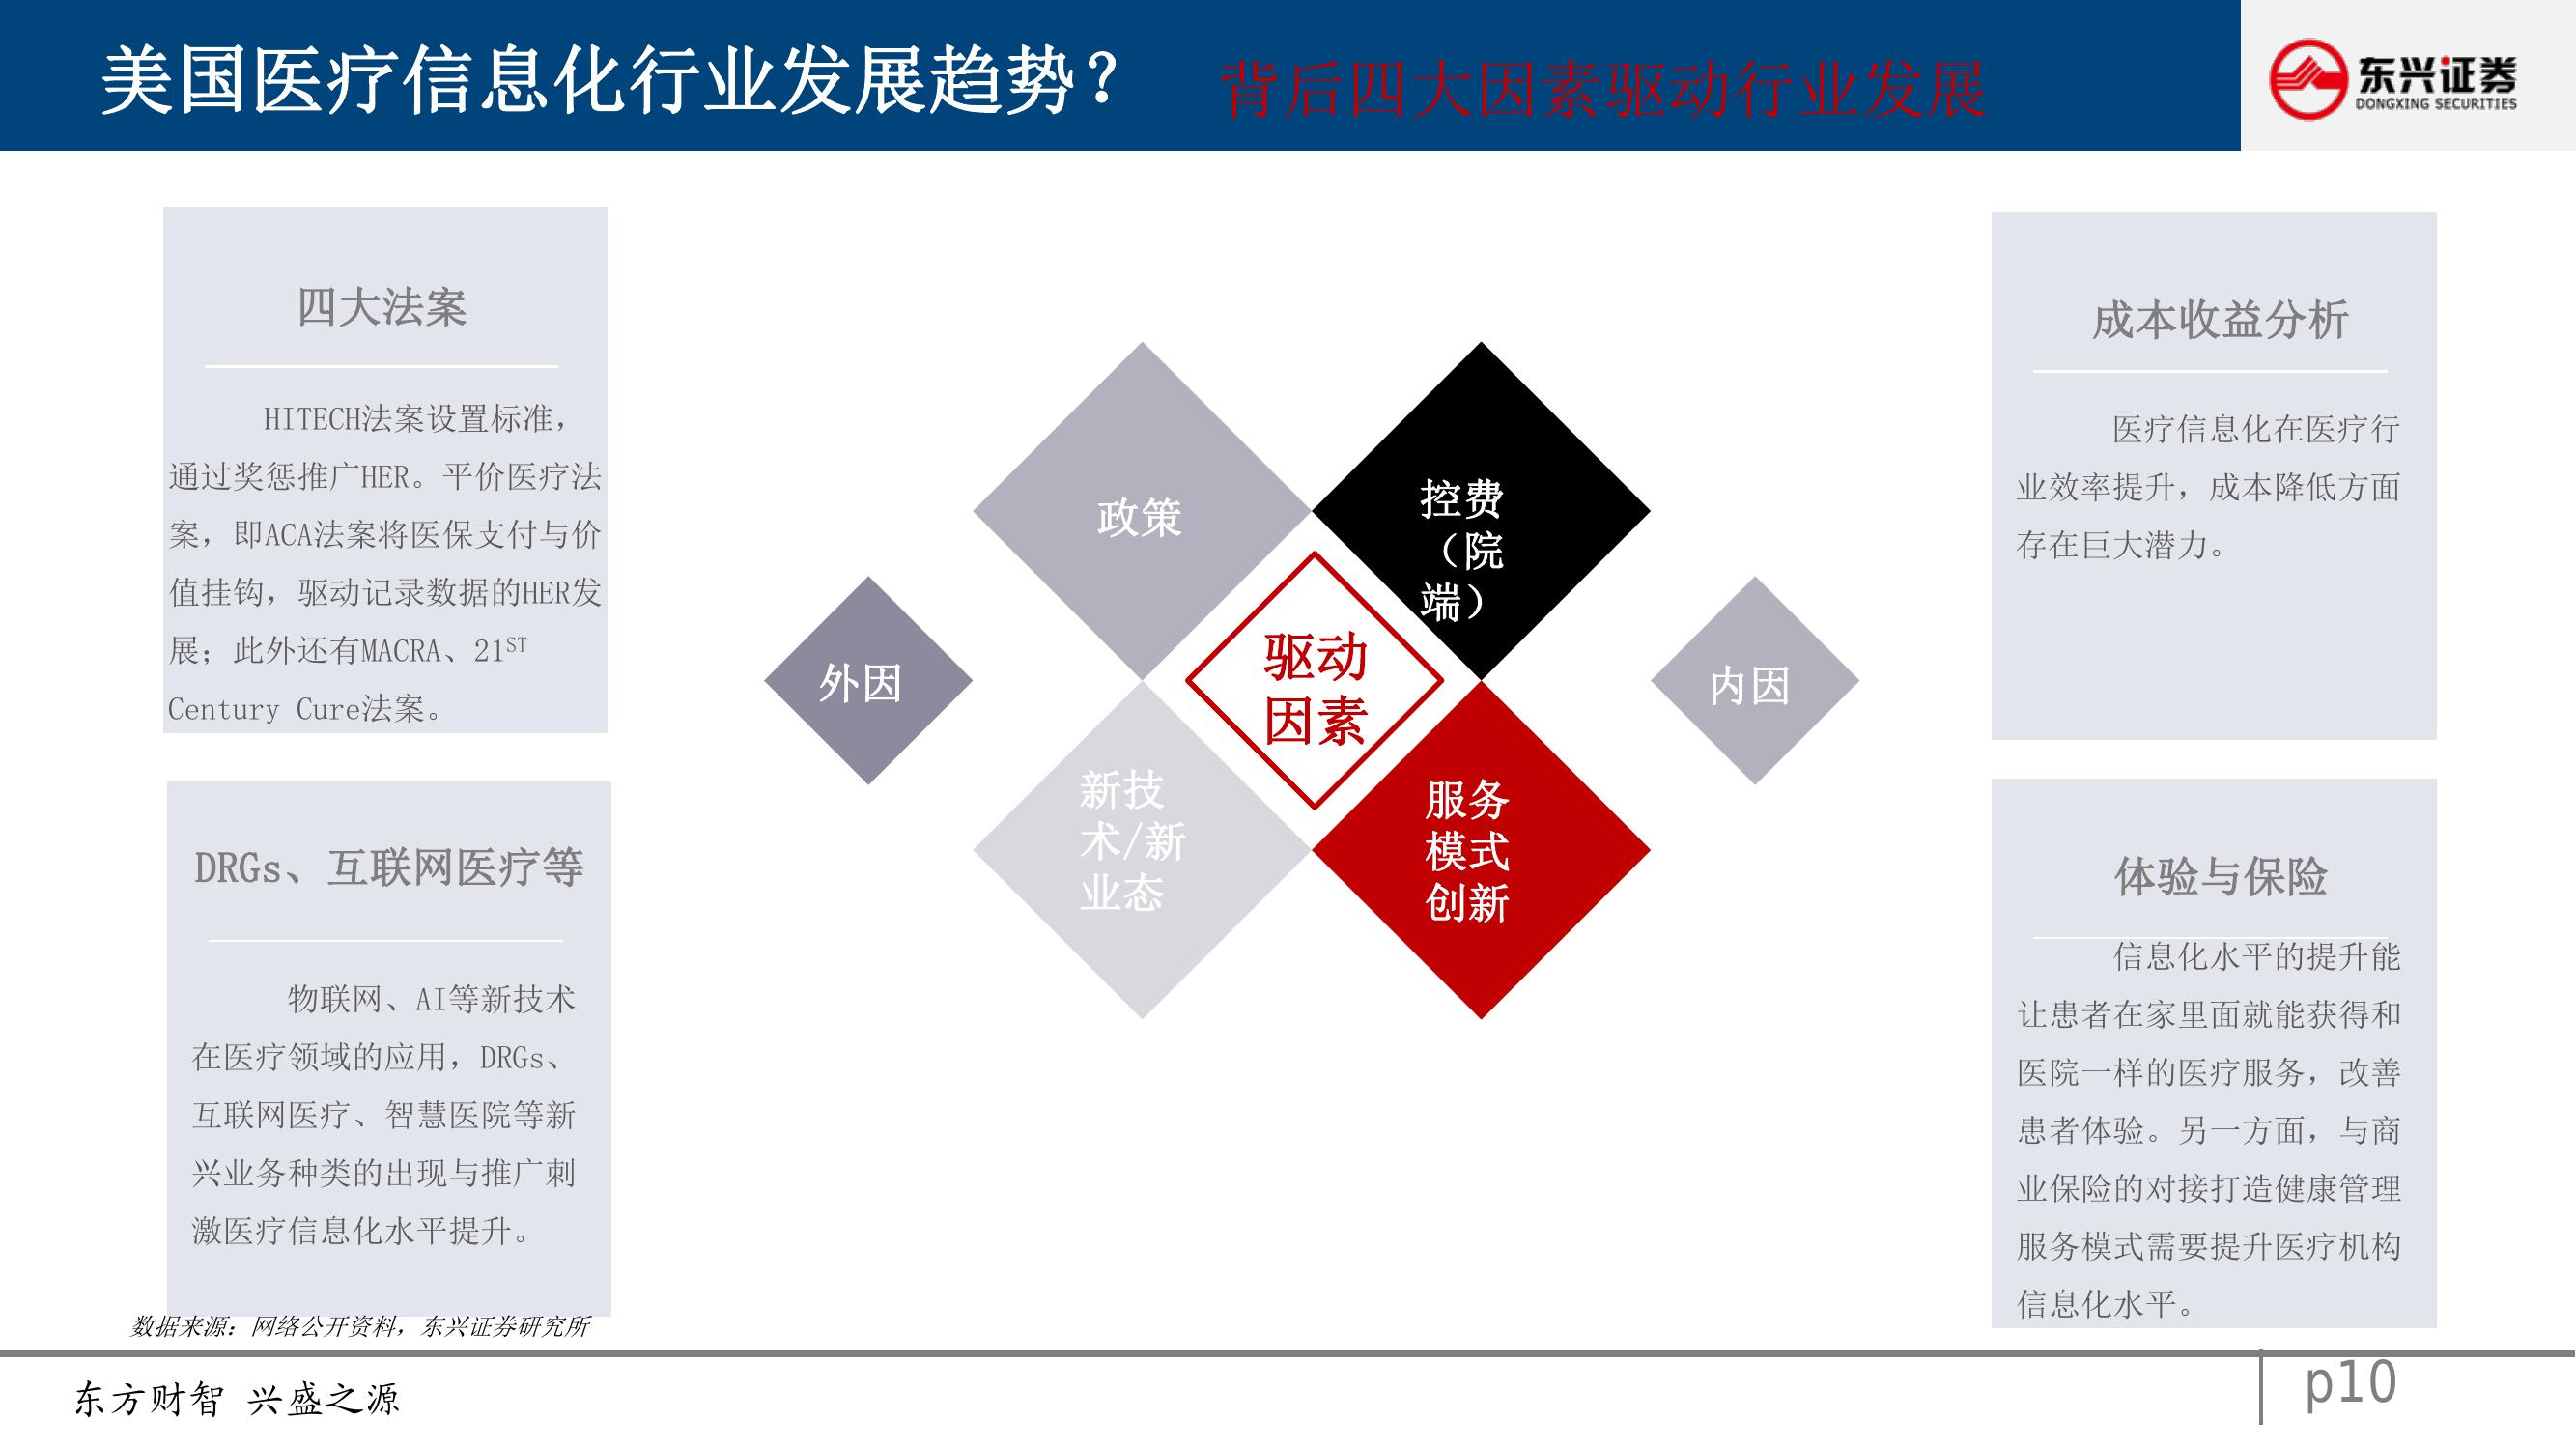 美国医疗信息化行业发展趋势？ 背后四大因素驱动行业发展
东兴证券
DONGXING SECURITIES
四大法案
HITECH法案设置标准，
通过奖惩推广HER。平价医疗法
案，即ACA法案将医保支付与价
值挂钩，驱动记录数据的HER发
展；此外还有MACRA、21ST
Century Cure法案。
DRGs、互联网医疗等
物联网、AI等新技术
在医疗领域的应用，DRGs、
互联网医疗、智慧医院等新
兴业务种类的出现与推广刺
激医疗信息化水平提升。
外因
政策
控费
（院
端）
驱动
因素
新技
术/新
业态
服务
模式
创新
内因
成本收益分析
医疗信息化在医疗行
业效率提升，成本降低方面
存在巨大潜力。
体验与保险
信息化水平的提升能
让患者在家里面就能获得和
医院一样的医疗服务，改善
患者体验。另一方面，与商
业保险的对接打造健康管理
服务模式需要提升医疗机构
信息化水平。
数据来源：网络公开资料，东兴证券研究所
东方财智 兴盛之源
p10